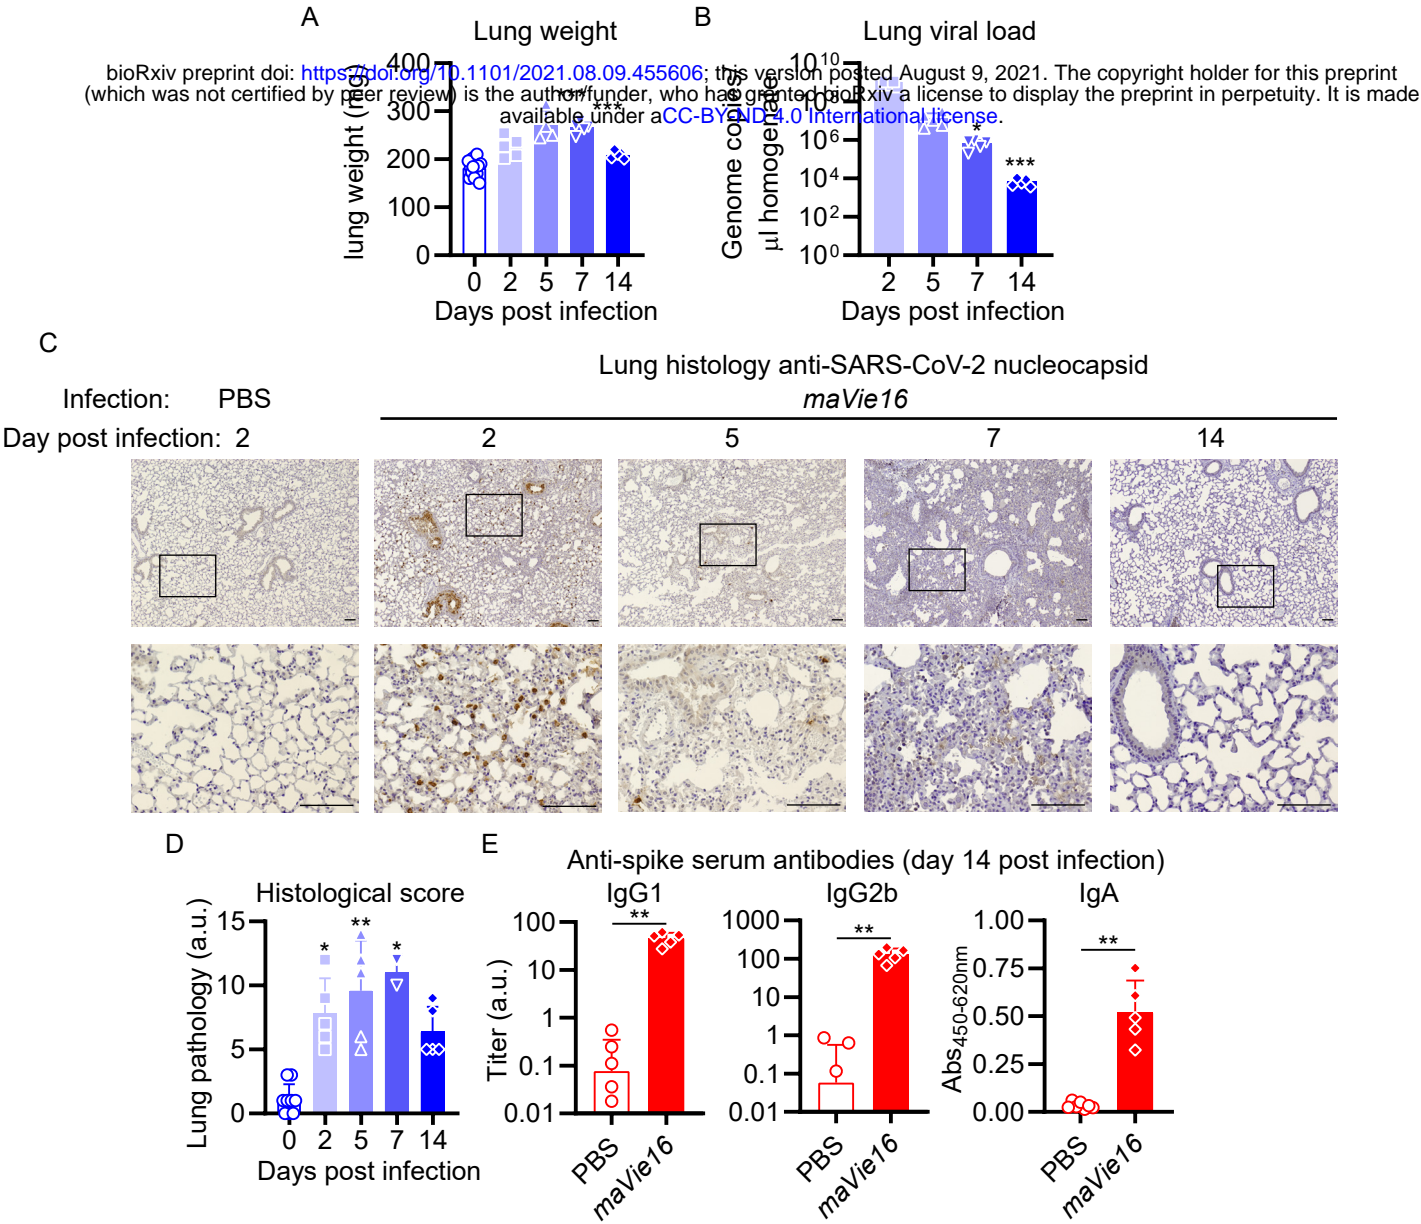 A
Lung weight
lung weight (mg)
400
300
200
100
0
***
***
0 2 5 7 14
Days post infection
B
Lung viral load
Genome copies/
µl homogenate
10^10
10^8
10^6
10^4
10^2
10^0
*
***
2 5 7 14
Days post infection
bioRxiv preprint doi: https://doi.org/10.1101/2021.08.09.455606; this version posted August 9, 2021. The copyright holder for this preprint
(which was not certified by peer review) is the author/funder, who has granted bioRxiv a license to display the preprint in perpetuity. It is made
available under aCC-BY-ND 4.0 International license.
C
Lung histology anti-SARS-CoV-2 nucleocapsid
Infection: PBS maVie16
Day post infection: 2 2 5 7 14
D
Histological score
Lung pathology (a.u.)
15
10
5
0
* ** *
0 2 5 7 14
Days post infection
E
Anti-spike serum antibodies (day 14 post infection)
IgG1
Titer (a.u.)
100
10
1
0.1
0.01
**
PBS
maVie16
IgG2b
1000
100
10
1
0.1
0.01
**
PBS
maVie16
IgA
Abs450-620nm
1.00
0.75
0.50
0.25
0.00
**
PBS
maVie16